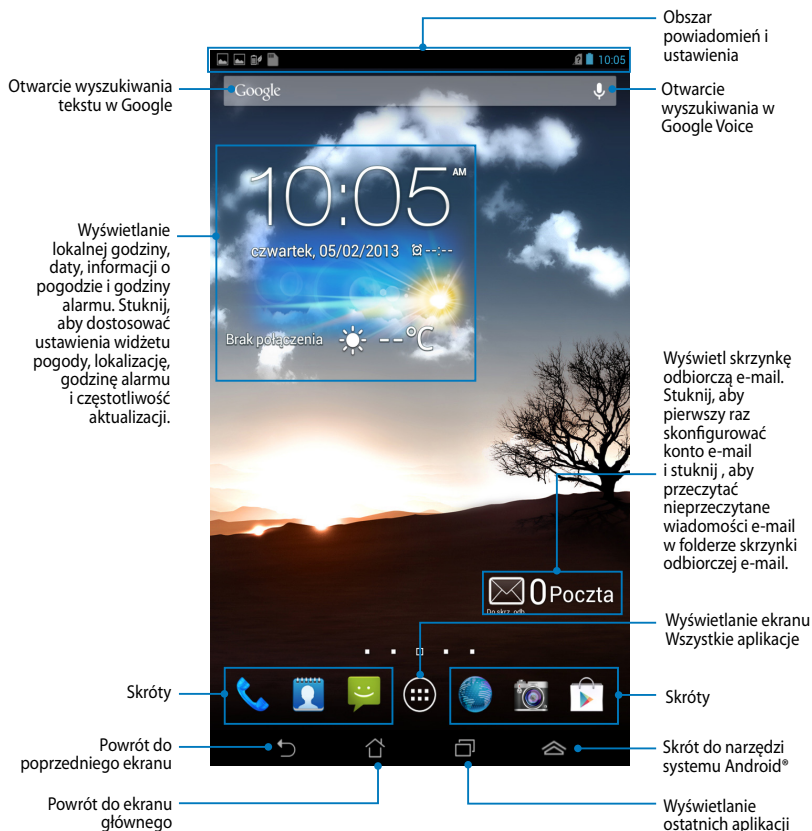 Obszar
powiadomień i
ustawienia
10:05
Otwarcie wyszukiwania
tekstu w Google
Google
Otwarcie
wyszukiwania w
Google Voice
10:05 AM
czwartek, 05/02/2013 --:--
Brak połączenia --°C
Wyświetlanie
lokalnej godziny,
daty, informacji o
pogodzie i godziny
alarmu. Stuknij,
aby dostosować
ustawienia widżetu
pogody, lokalizację,
godzinę alarmu
i częstotliwość
aktualizacji.
Wyświetl skrzynkę
odbiorczą e-mail.
Stuknij, aby
pierwszy raz
skonfigurować
konto e-mail
i stuknij , aby
przeczytać
nieprzeczytane
wiadomości e-mail
w folderze skrzynki
odbiorczej e-mail.
0 Poczta
Do skrz. odb.
Wyświetlanie ekranu
Wszystkie aplikacje
Skróty
Skróty
Powrót do
poprzedniego ekranu
Skrót do narzędzi
systemu Android®
Powrót do ekranu
głównego
Wyświetlanie
ostatnich aplikacji